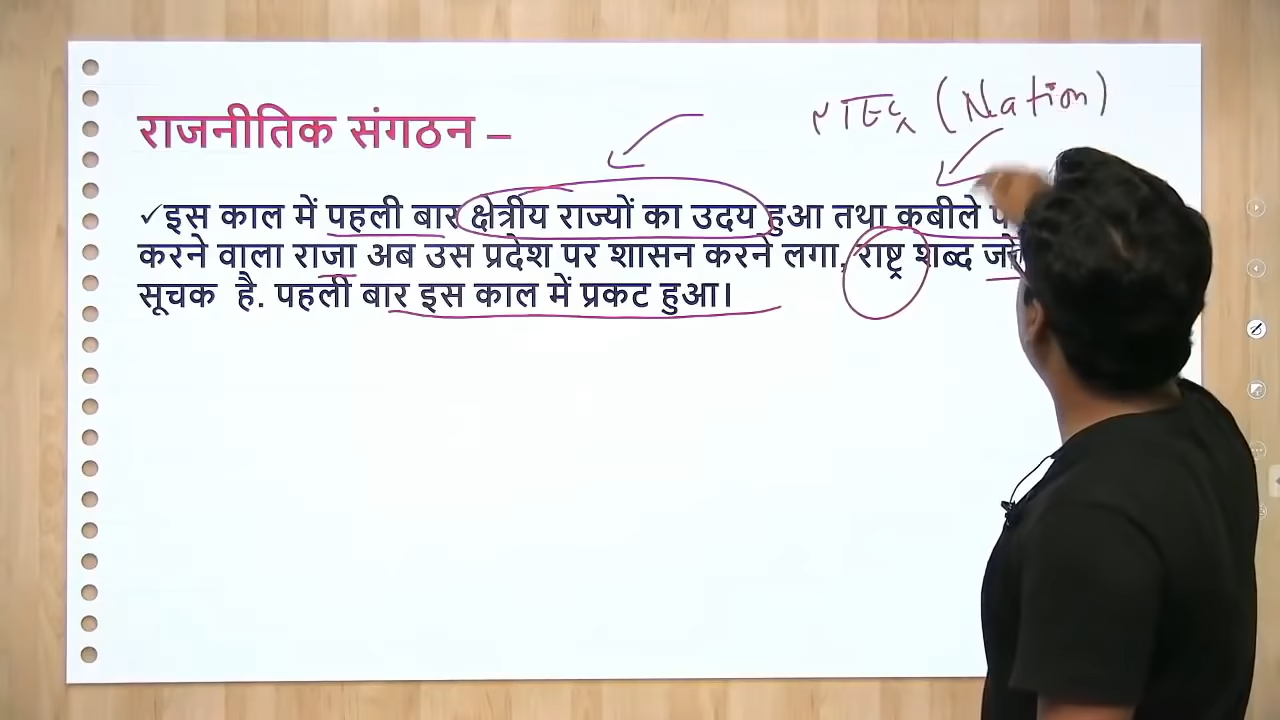 (Nation)
राजनीतिक संगठन –
✓इस काल में पहली बार क्षेत्रीय राज्यों का उदय हुआ तथा कबीले
करने वाला राजा अब उस प्रदेश पर शासन करने लगा, राष्ट्र शब्द
सूचक है. पहली बार इस काल में प्रकट हुआ।